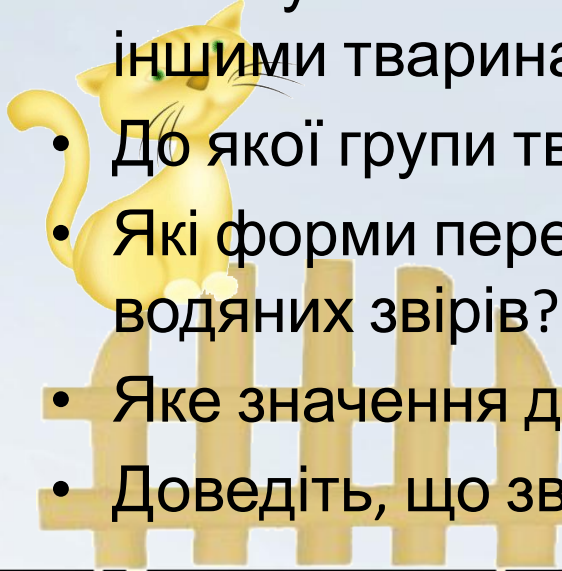 іншими тварина
• До якої групи тв
• Які форми пере
водяних звірів?
• Яке значення д
• Доведіть, що зв